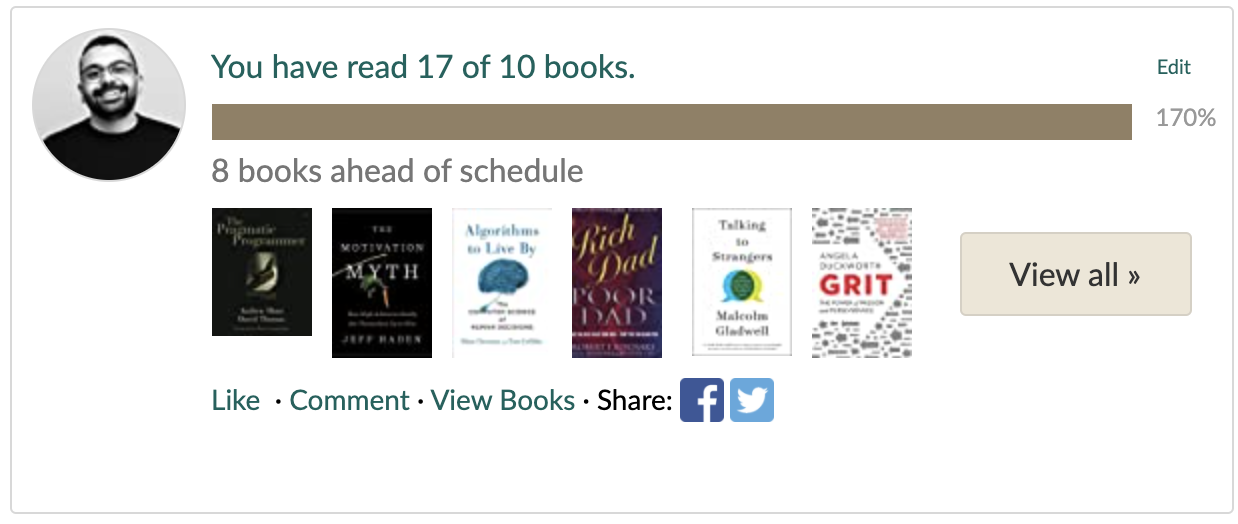 You have read 17 of 10 books.
Edit
170%
8 books ahead of schedule
The
Pragmatic
Programmer
Andrew Hunt
David Thomas
THE
MOTIVATION
MYTH
JEFF HADEN
Algorithms
to Live By
The
COMPUTER SCIENCE
of
HUMAN DECISIONS
Brian Christian and Tom Griffiths
Rich
Dad
POOR
DAD
ROBERT T. KIYOSAKI
Talking
to
Strangers
Malcolm
Gladwell
ANGELA
DUCKWORTH
GRIT
THE POWER of PASSION
and PERSEVERANCE
View all »
Like · Comment · View Books · Share: